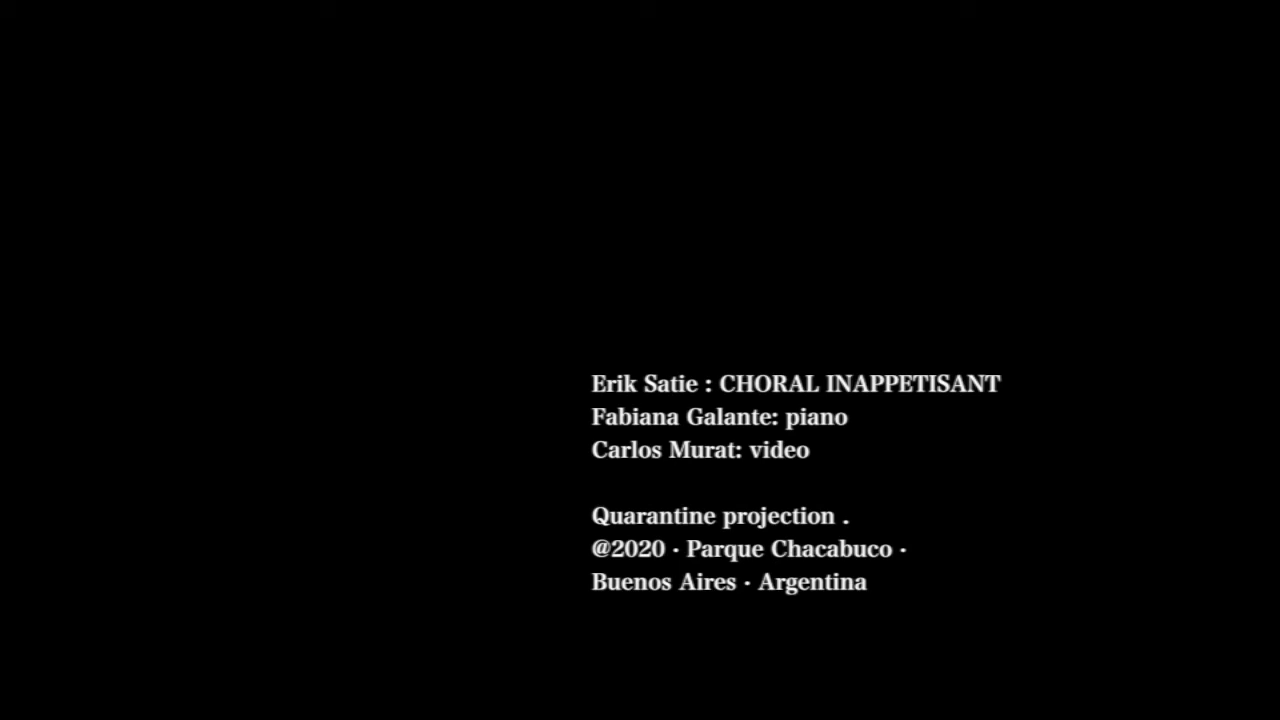 Erik Satie : CHORAL INAPPETISANT
Fabiana Galante: piano
Carlos Murat: video
Quarantine projection .
@2020 · Parque Chacabuco ·
Buenos Aires · Argentina